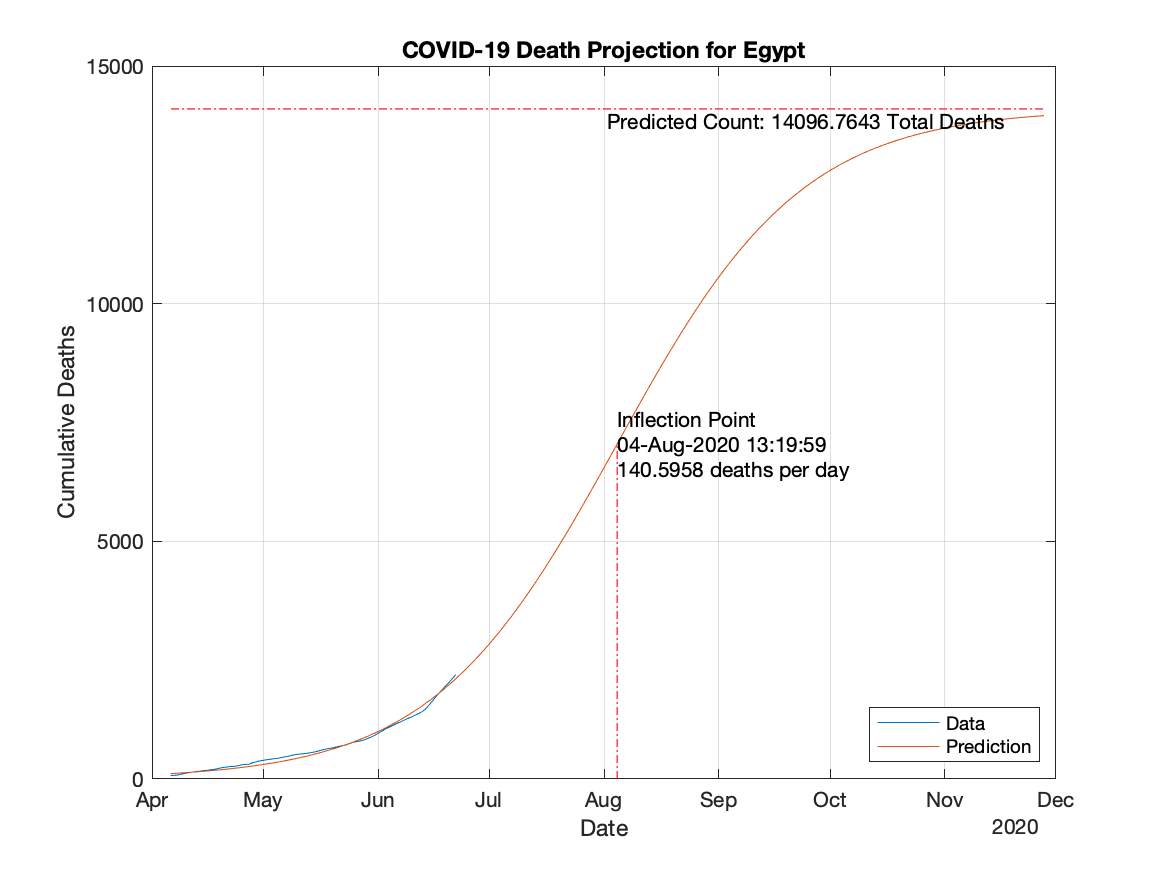 COVID-19 Death Projection for Egypt
15000
Predicted Count: 14096.7643 Total Deaths
10000
Cumulative Deaths
Inflection Point
04-Aug-2020 13:19:59
140.5958 deaths per day
5000
Data
Prediction
0
Apr May Jun Jul Aug Sep Oct Nov Dec
Date
2020